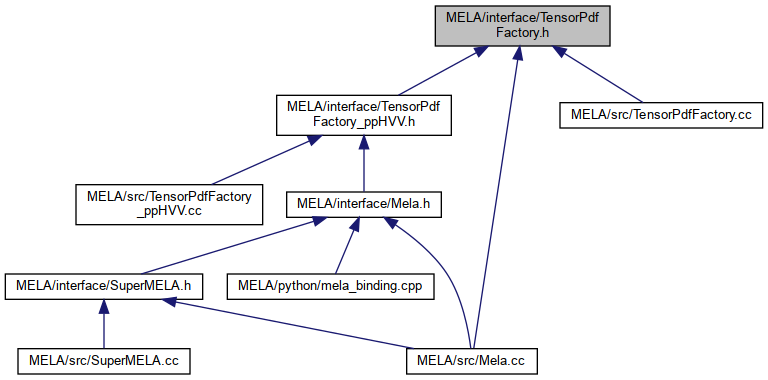 MELA/interface/TensorPdf
Factory.h
MELA/interface/TensorPdf
Factory_ppHVV.h
MELA/src/TensorPdfFactory.cc
MELA/src/TensorPdfFactory
_ppHVV.cc
MELA/interface/Mela.h
MELA/interface/SuperMELA.h
MELA/python/mela_binding.cpp
MELA/src/SuperMELA.cc
MELA/src/Mela.cc